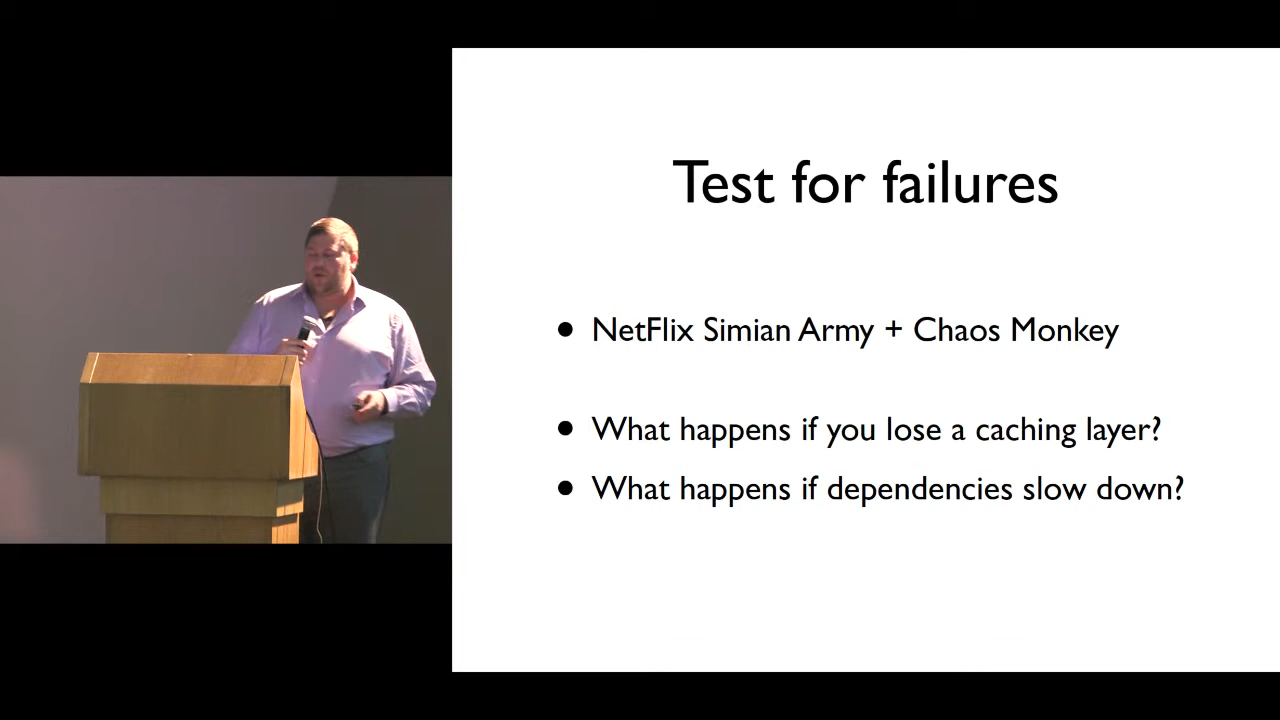 Test for failures
• NetFlix Simian Army + Chaos Monkey
• What happens if you lose a caching layer?
• What happens if dependencies slow down?